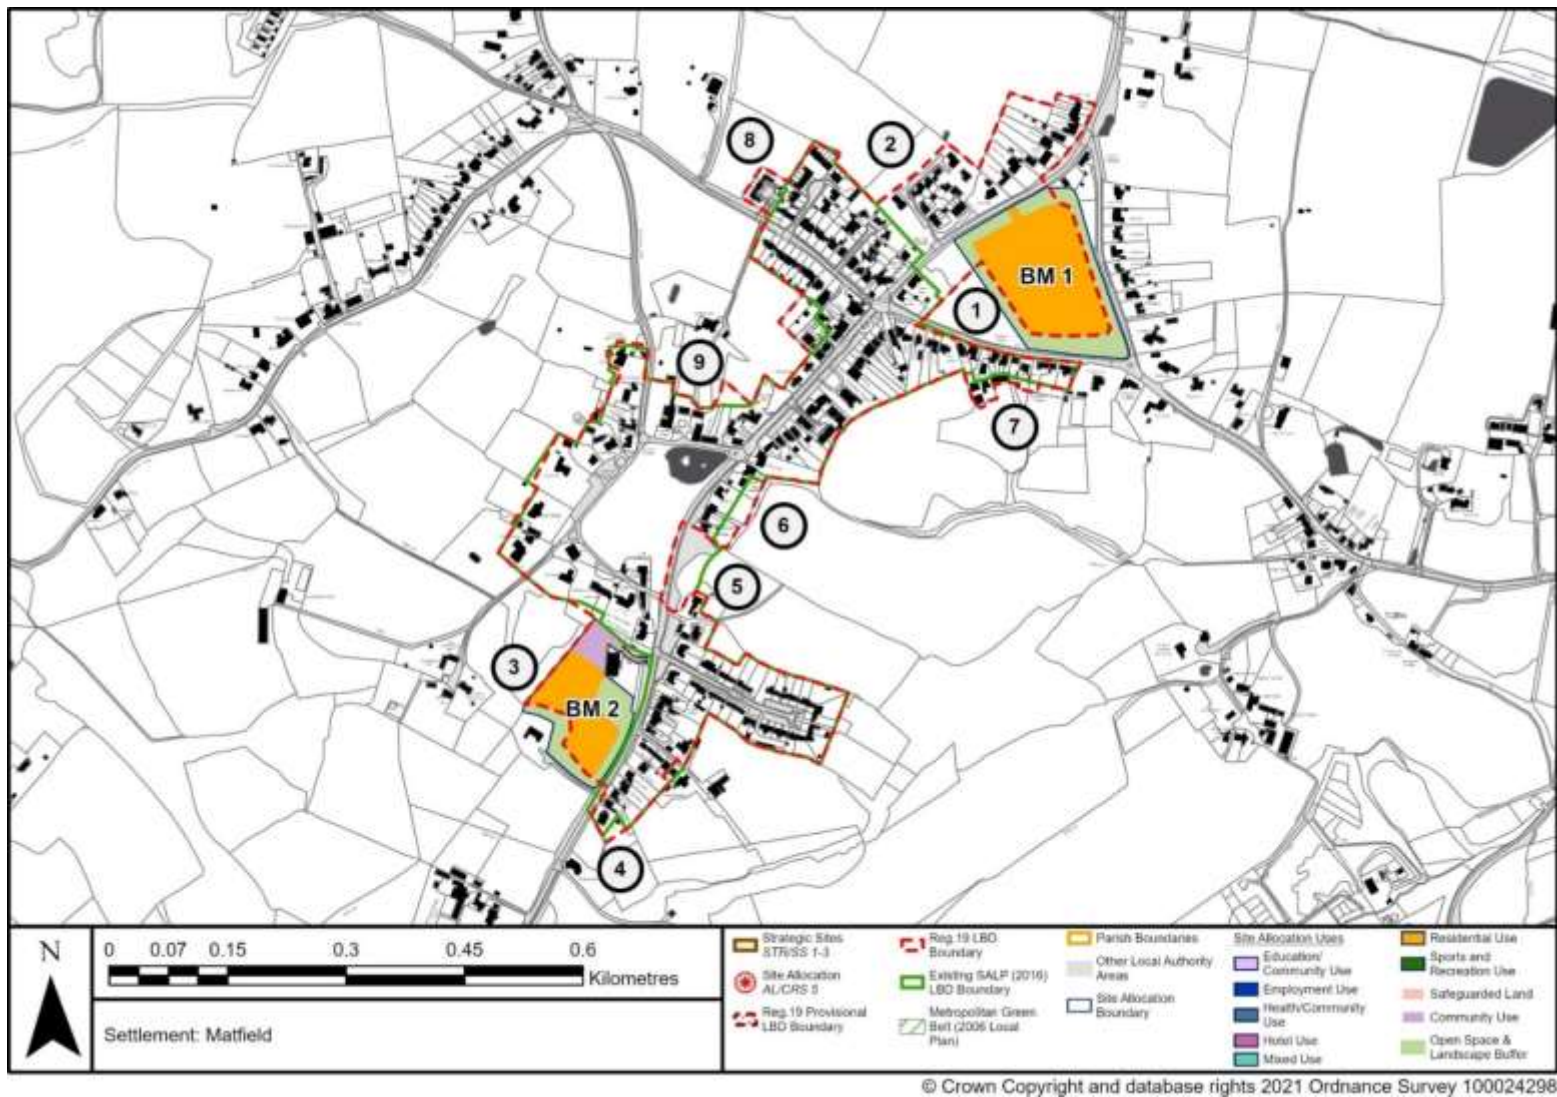 8
2
BM 1
1
9
7
6
5
3
BM 2
4
N
0 0.07 0.15 0.3 0.45 0.6
Kilometres
Settlement: Matfield
Strategic Sites
STR/SS 1-3
Site Allocation
AL/CRS 5
Reg.19 Provisional
LBD Boundary
Reg.19 LBD
Boundary
Existing SALP (2016)
LBD Boundary
Metropolitan Green
Belt (2006 Local
Plan)
Parish Boundaries
Other Local Authority
Areas
Site Allocation
Boundary
Site Allocation Uses
Education/
Community Use
Employment Use
Health/Community
Use
Hotel Use
Mixed Use
Residential Use
Sports and
Recreation Use
Safeguarded Land
Community Use
Open Space &
Landscape Buffer
© Crown Copyright and database rights 2021 Ordnance Survey 100024298